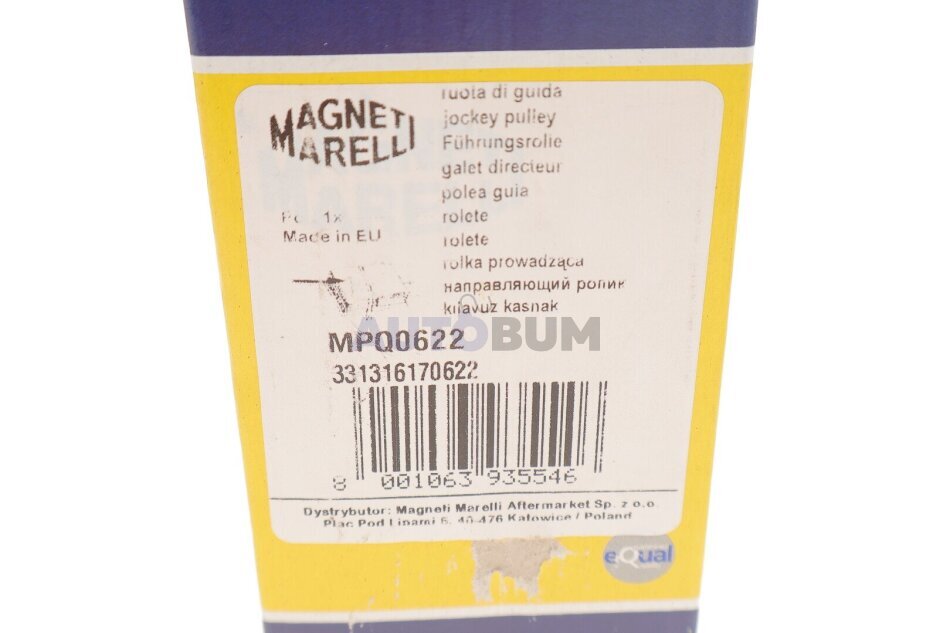 MAGNETI
MARELLI
ruota di guida
jockey pulley
Führungsrolle
galet directeur
polea guia
rolete
rolete
rolka prowadząca
направляющий ролик
kılavuz kasnak
1x
Made in EU
AUTOBUM
MPQ0622
331316170622
8 001063 935546
Dystrybutor: Magneti Marelli Aftermarket Sp. z o.o.
Plac Pod Lipami 5, 40-476 Katowice / Poland
eQual